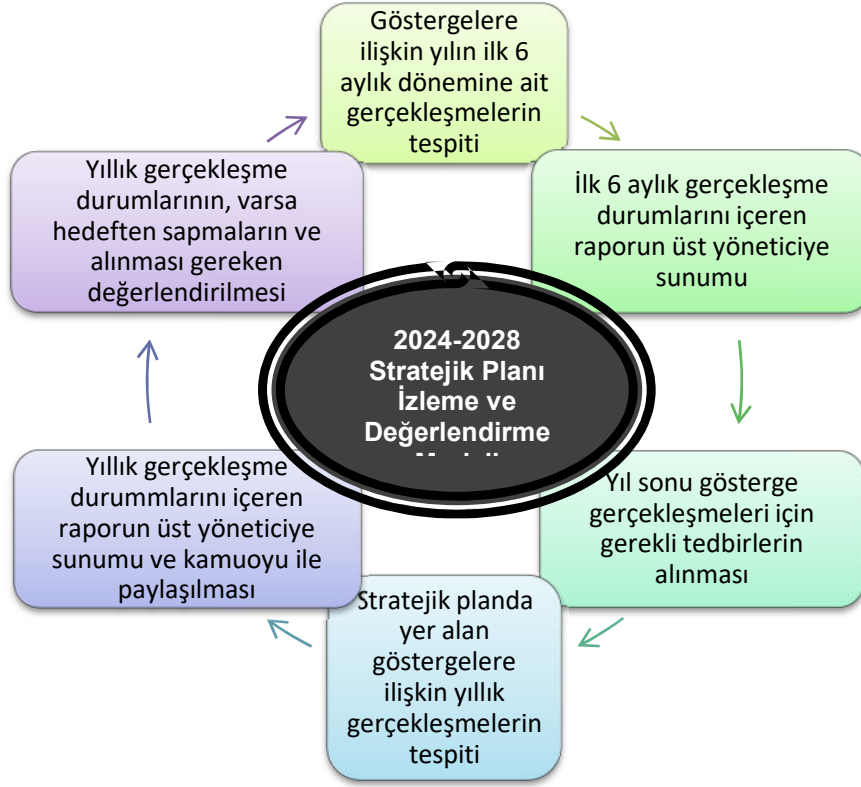 Göstergelere
ilişkin yılın ilk 6
aylık dönemine ait
gerçekleşmelerin
tespiti
İlk 6 aylık gerçekleşme
durumlarını içeren
raporun üst yöneticiye
sunumu
Yıl sonu gösterge
gerçekleşmeleri için
gerekli tedbirlerin
alınması
Stratejik planda
yer alan
göstergelere
ilişkin yıllık
gerçekleşmelerin
tespiti
Yıllık gerçekleşme
durummlarını içeren
raporun üst yöneticiye
sunumu ve kamuoyu ile
paylaşılması
Yıllık gerçekleşme
durumlarının, varsa
hedeften sapmaların ve
alınması gereken
değerlendirilmesi
2024-2028
Stratejik Planı
İzleme ve
Değerlendirme